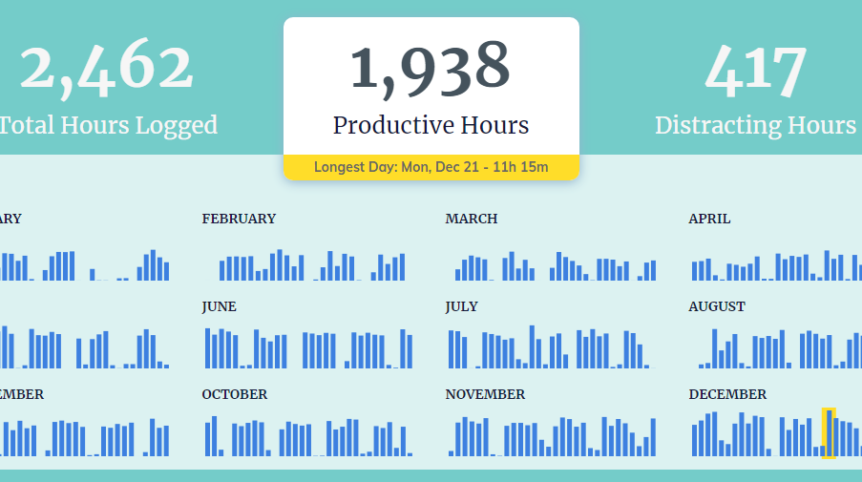 2,462
Total Hours Logged
1,938
Productive Hours
Longest Day: Mon, Dec 21 - 11h 15m
417
Distracting Hours
ARY
FEBRUARY
MARCH
APRIL
JUNE
JULY
AUGUST
EMBER
OCTOBER
NOVEMBER
DECEMBER